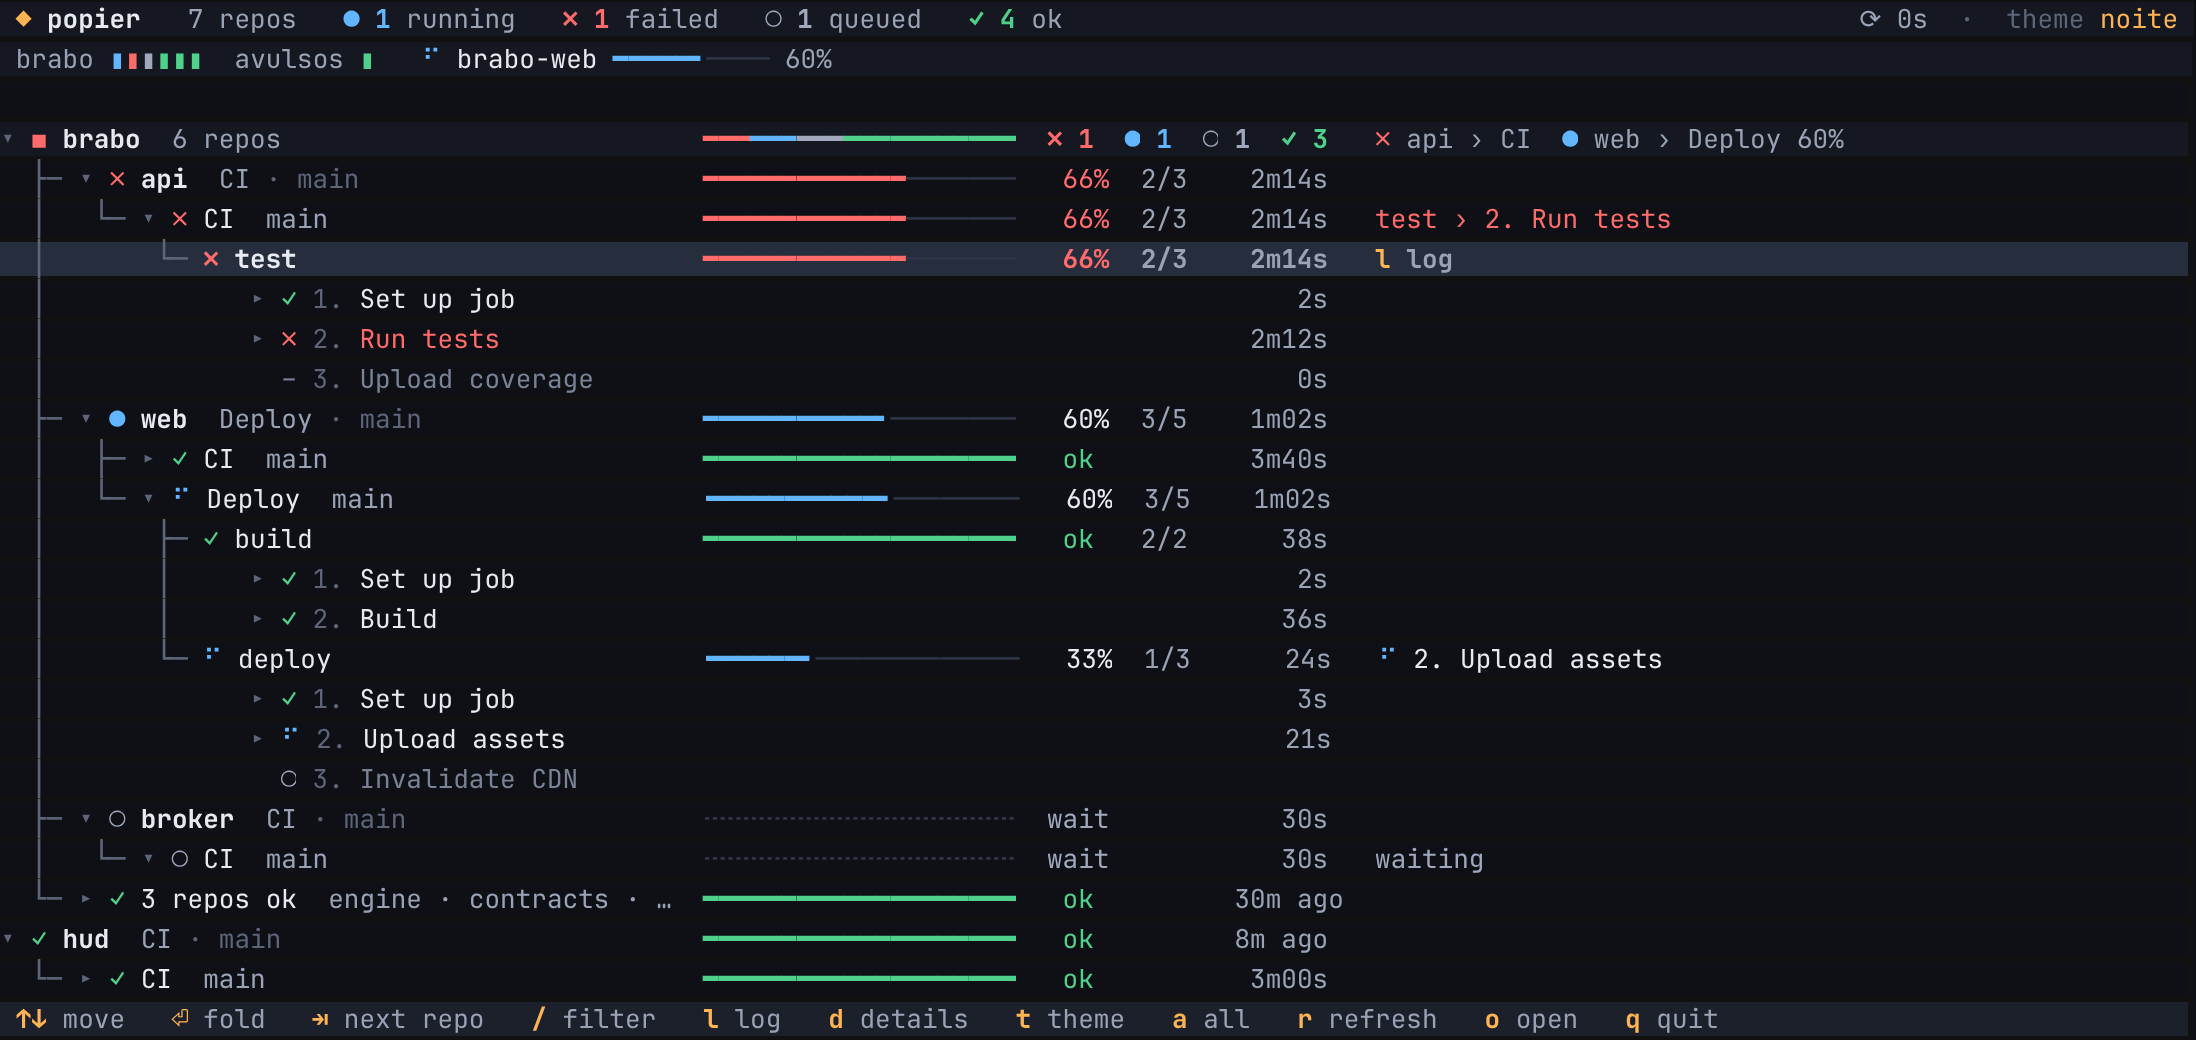 ◆ popier 7 repos ● 1 running ✕ 1 failed ○ 1 queued ✓ 4 ok ⟳ 0s · theme noite
brabo avulsos brabo-web 60%
▾ ■ brabo 6 repos ✕ 1 ● 1 ○ 1 ✓ 3 ✕ api › CI ● web › Deploy 60%
▾ ✕ api CI · main 66% 2/3 2m14s
▾ ✕ CI main 66% 2/3 2m14s test › 2. Run tests
✕ test 66% 2/3 2m14s l log
▸ ✓ 1. Set up job 2s
▸ ✕ 2. Run tests 2m12s
– 3. Upload coverage 0s
▾ ● web Deploy · main 60% 3/5 1m02s
▸ ✓ CI main ok 3m40s
▾ Deploy main 60% 3/5 1m02s
✓ build ok 2/2 38s
▸ ✓ 1. Set up job 2s
▸ ✓ 2. Build 36s
deploy 33% 1/3 24s 2. Upload assets
▸ ✓ 1. Set up job 3s
▸ 2. Upload assets 21s
○ 3. Invalidate CDN
▾ ○ broker CI · main wait 30s
▾ ○ CI main wait 30s waiting
▸ ✓ 3 repos ok engine · contracts · … ok 30m ago
▾ ✓ hud CI · main ok 8m ago
▸ ✓ CI main ok 3m00s
↑↓ move ⏎ fold ⇥ next repo / filter l log d details t theme a all r refresh o open q quit